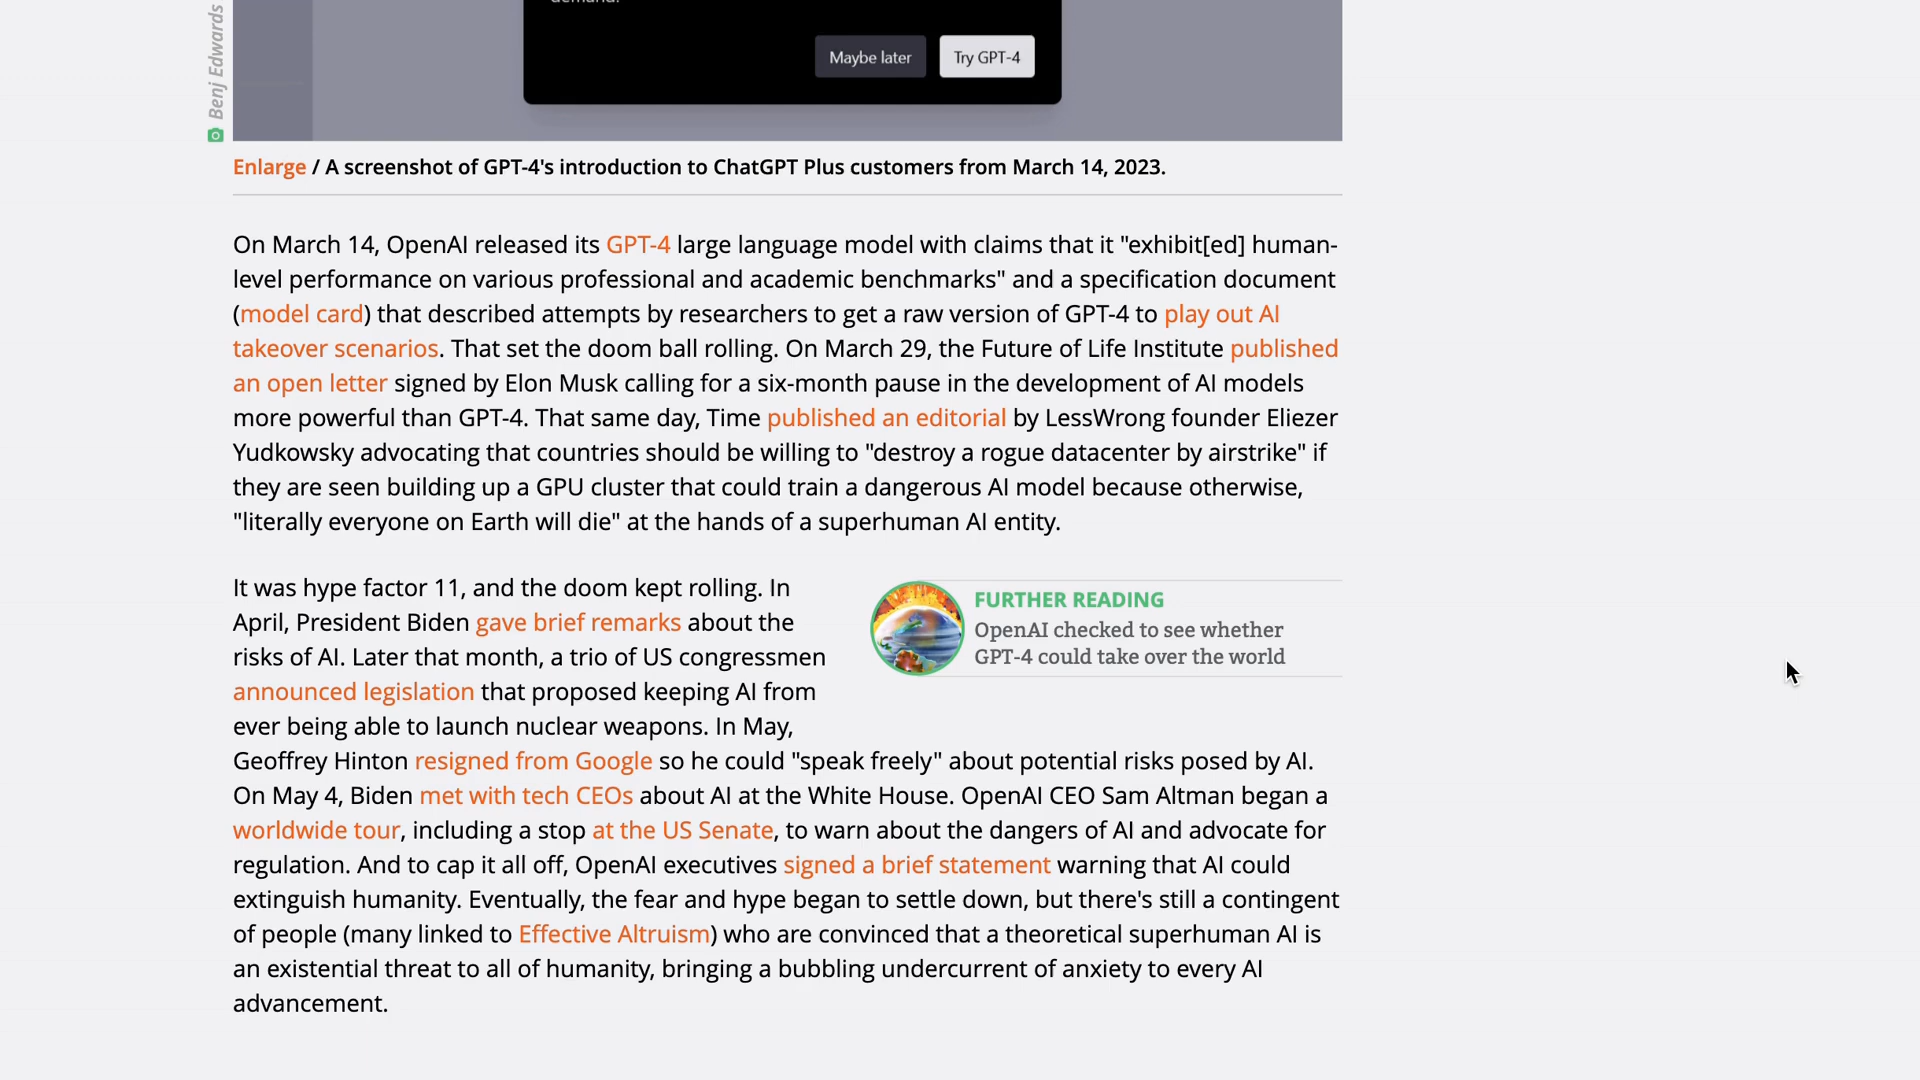 Benj Edwards
Maybe later
Try GPT-4
Enlarge / A screenshot of GPT-4's introduction to ChatGPT Plus customers from March 14, 2023.
On March 14, OpenAI released its GPT-4 large language model with claims that it "exhibit[ed] human-
level performance on various professional and academic benchmarks" and a specification document
(model card) that described attempts by researchers to get a raw version of GPT-4 to play out AI
takeover scenarios. That set the doom ball rolling. On March 29, the Future of Life Institute published
an open letter signed by Elon Musk calling for a six-month pause in the development of AI models
more powerful than GPT-4. That same day, Time published an editorial by LessWrong founder Eliezer
Yudkowsky advocating that countries should be willing to "destroy a rogue datacenter by airstrike" if
they are seen building up a GPU cluster that could train a dangerous AI model because otherwise,
"literally everyone on Earth will die" at the hands of a superhuman AI entity.
It was hype factor 11, and the doom kept rolling. In
April, President Biden gave brief remarks about the
risks of AI. Later that month, a trio of US congressmen
announced legislation that proposed keeping AI from
ever being able to launch nuclear weapons. In May,
FURTHER READING
OpenAI checked to see whether
GPT-4 could take over the world
Geoffrey Hinton resigned from Google so he could "speak freely" about potential risks posed by AI.
On May 4, Biden met with tech CEOs about AI at the White House. OpenAI CEO Sam Altman began a
worldwide tour, including a stop at the US Senate, to warn about the dangers of AI and advocate for
regulation. And to cap it all off, OpenAI executives signed a brief statement warning that AI could
extinguish humanity. Eventually, the fear and hype began to settle down, but there's still a contingent
of people (many linked to Effective Altruism) who are convinced that a theoretical superhuman AI is
an existential threat to all of humanity, bringing a bubbling undercurrent of anxiety to every AI
advancement.